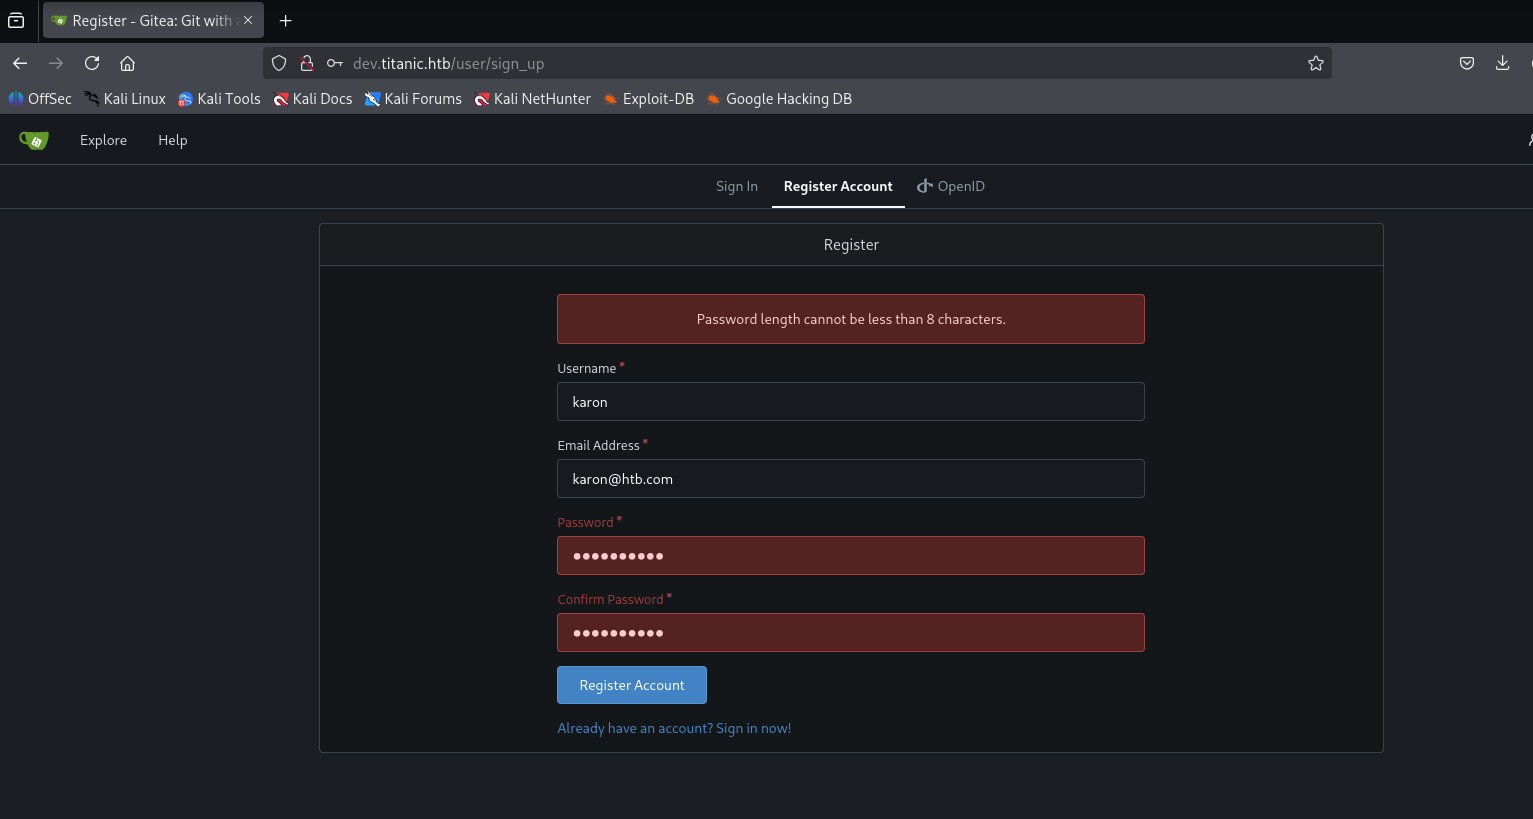 Register - Gitea: Git with
dev.titanic.htb/user/sign_up
OffSec Kali Linux Kali Tools Kali Docs Kali Forums Kali NetHunter Exploit-DB Google Hacking DB
Explore Help
Sign In Register Account OpenID
Register
Password length cannot be less than 8 characters.
Username *
karon
Email Address *
karon@htb.com
Password *
●●●●●●●●●●
Confirm Password *
●●●●●●●●●●
Register Account
Already have an account? Sign in now!